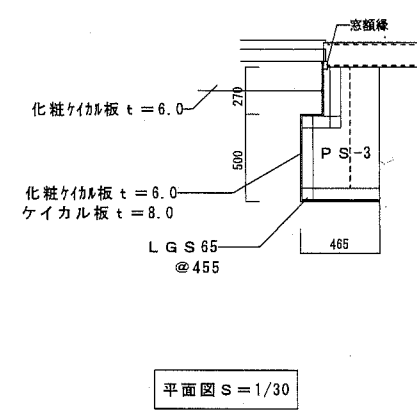 窓額縁
化粧ケイカル板 t=6.0
270
500
PS-3
化粧ケイカル板 t=6.0
ケイカル板 t=8.0
LGS65
@455
465
平面図 S=1/30